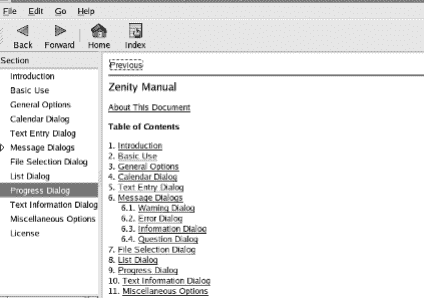 File Edit Go Help
Back Forward Home Index
Section
Introduction
Basic Use
General Options
Calendar Dialog
Text Entry Dialog
Message Dialogs
File Selection Dialog
List Dialog
Progress Dialog
Text Information Dialog
Miscellaneous Options
License
Previous
Zenity Manual
About This Document
Table of Contents
1. Introduction
2. Basic Use
3. General Options
4. Calendar Dialog
5. Text Entry Dialog
6. Message Dialogs
6.1. Warning Dialog
6.2. Error Dialog
6.3. Information Dialog
6.4. Question Dialog
7. File Selection Dialog
8. List Dialog
9. Progress Dialog
10. Text Information Dialog
11. Miscellaneous Options